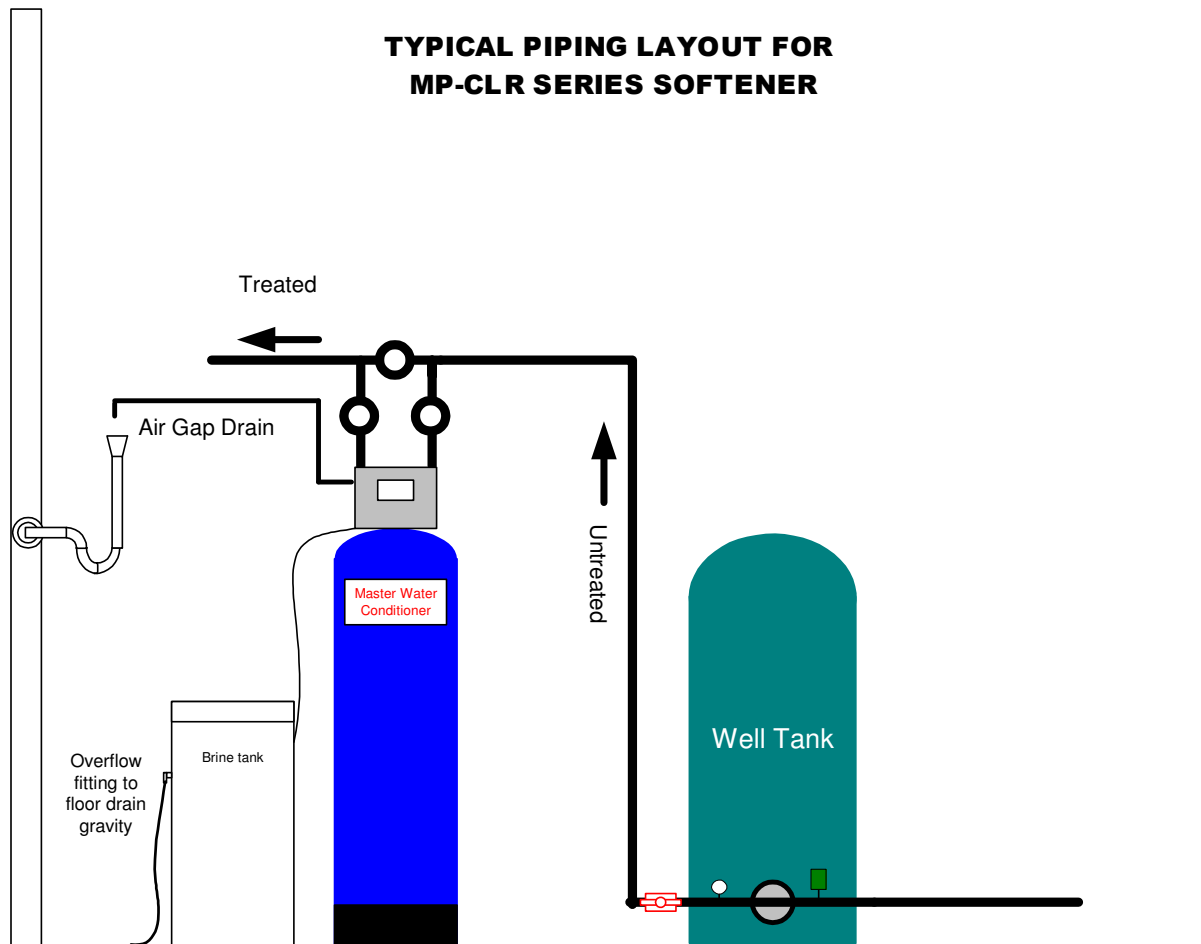 TYPICAL PIPING LAYOUT FOR
MP-CLR SERIES SOFTENER
Treated
Air Gap Drain
Untreated
Master Water
Conditioner
Well Tank
Brine tank
Overflow
fitting to
floor drain
gravity